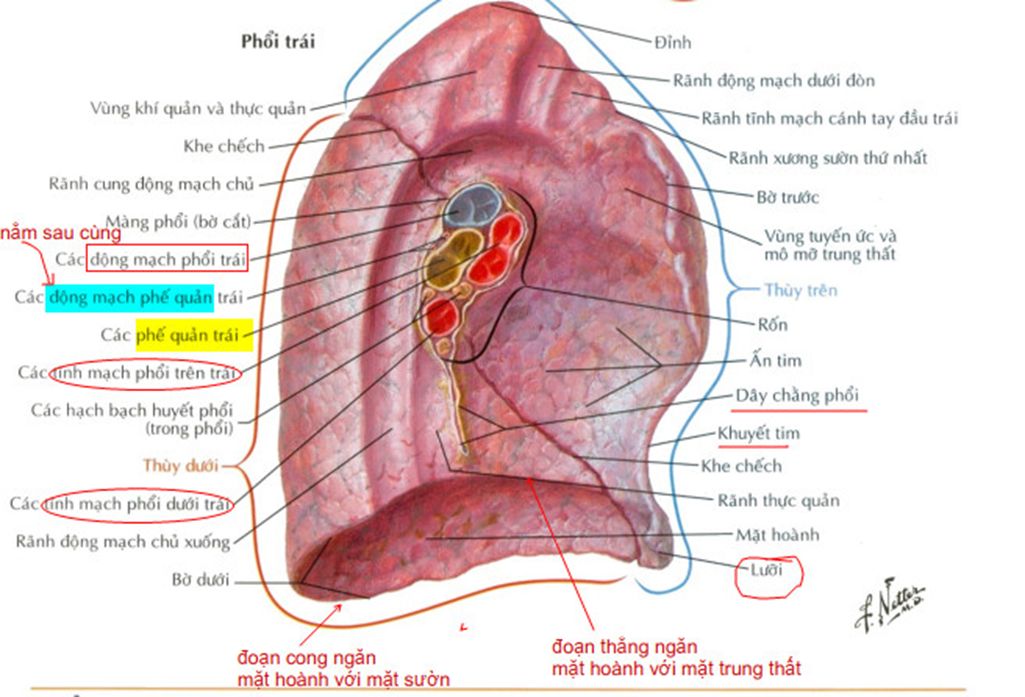 Phổi trái
Vùng khí quản và thực quản
Khe chếch
Rãnh cung động mạch chủ
Màng phổi (bờ cắt)
nằm sau cùng
Các động mạch phổi trái
Các động mạch phế quản trái
Các phế quản trái
Các tĩnh mạch phổi trên trái
Các hạch bạch huyết phổi
(trong phổi)
Thùy dưới
Các tĩnh mạch phổi dưới trái
Rãnh động mạch chủ xuống
Bờ dưới
Đỉnh
Rãnh động mạch dưới đòn
Rãnh tĩnh mạch cánh tay đầu trái
Rãnh xương sườn thứ nhất
Bờ trước
Vùng tuyến ức và
mô mỡ trung thất
Thùy trên
Rốn
Ấn tim
Dây chằng phổi
Khuyết tim
Khe chếch
Rãnh thực quản
Mặt hoành
Lưỡi
F. Netter
M.D.
đoạn cong ngăn
mặt hoành với mặt sườn
đoạn thẳng ngăn
mặt hoành với mặt trung thất